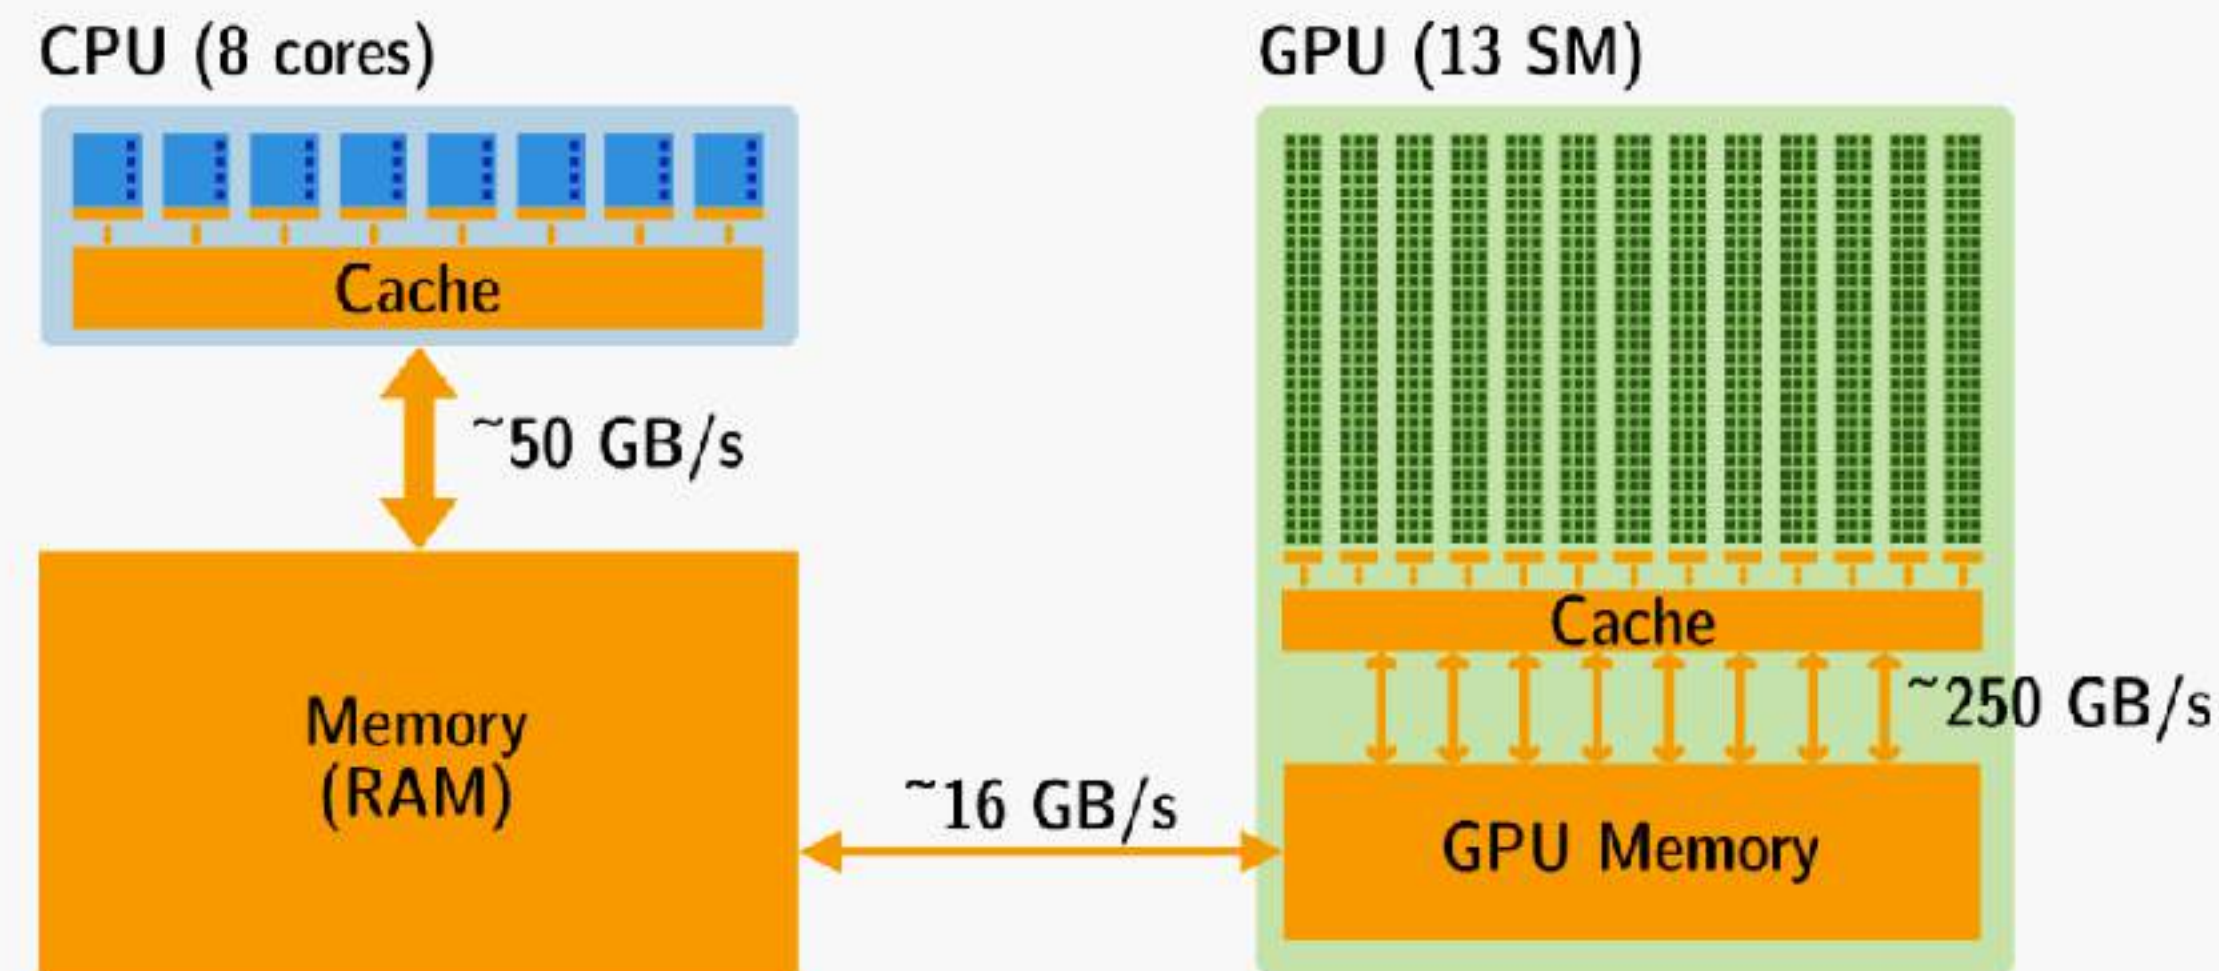 CPU (8 cores)
Cache
~50 GB/s
Memory
(RAM)
~16 GB/s
GPU (13 SM)
Cache
~250 GB/s
GPU Memory